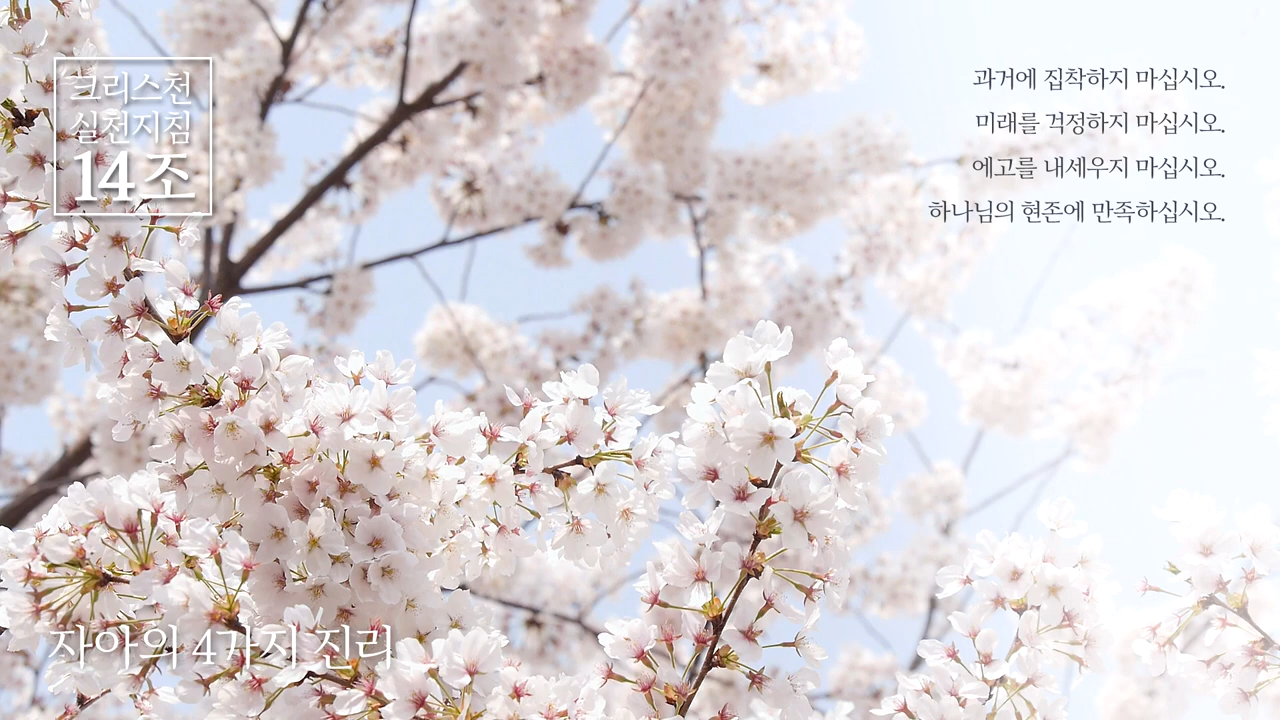 크리스천
실천지침
14조
과거에 집착하지 마십시오.
미래를 걱정하지 마십시오.
에고를 내세우지 마십시오.
하나님의 현존에 만족하십시오.
자아의 4가지 진리